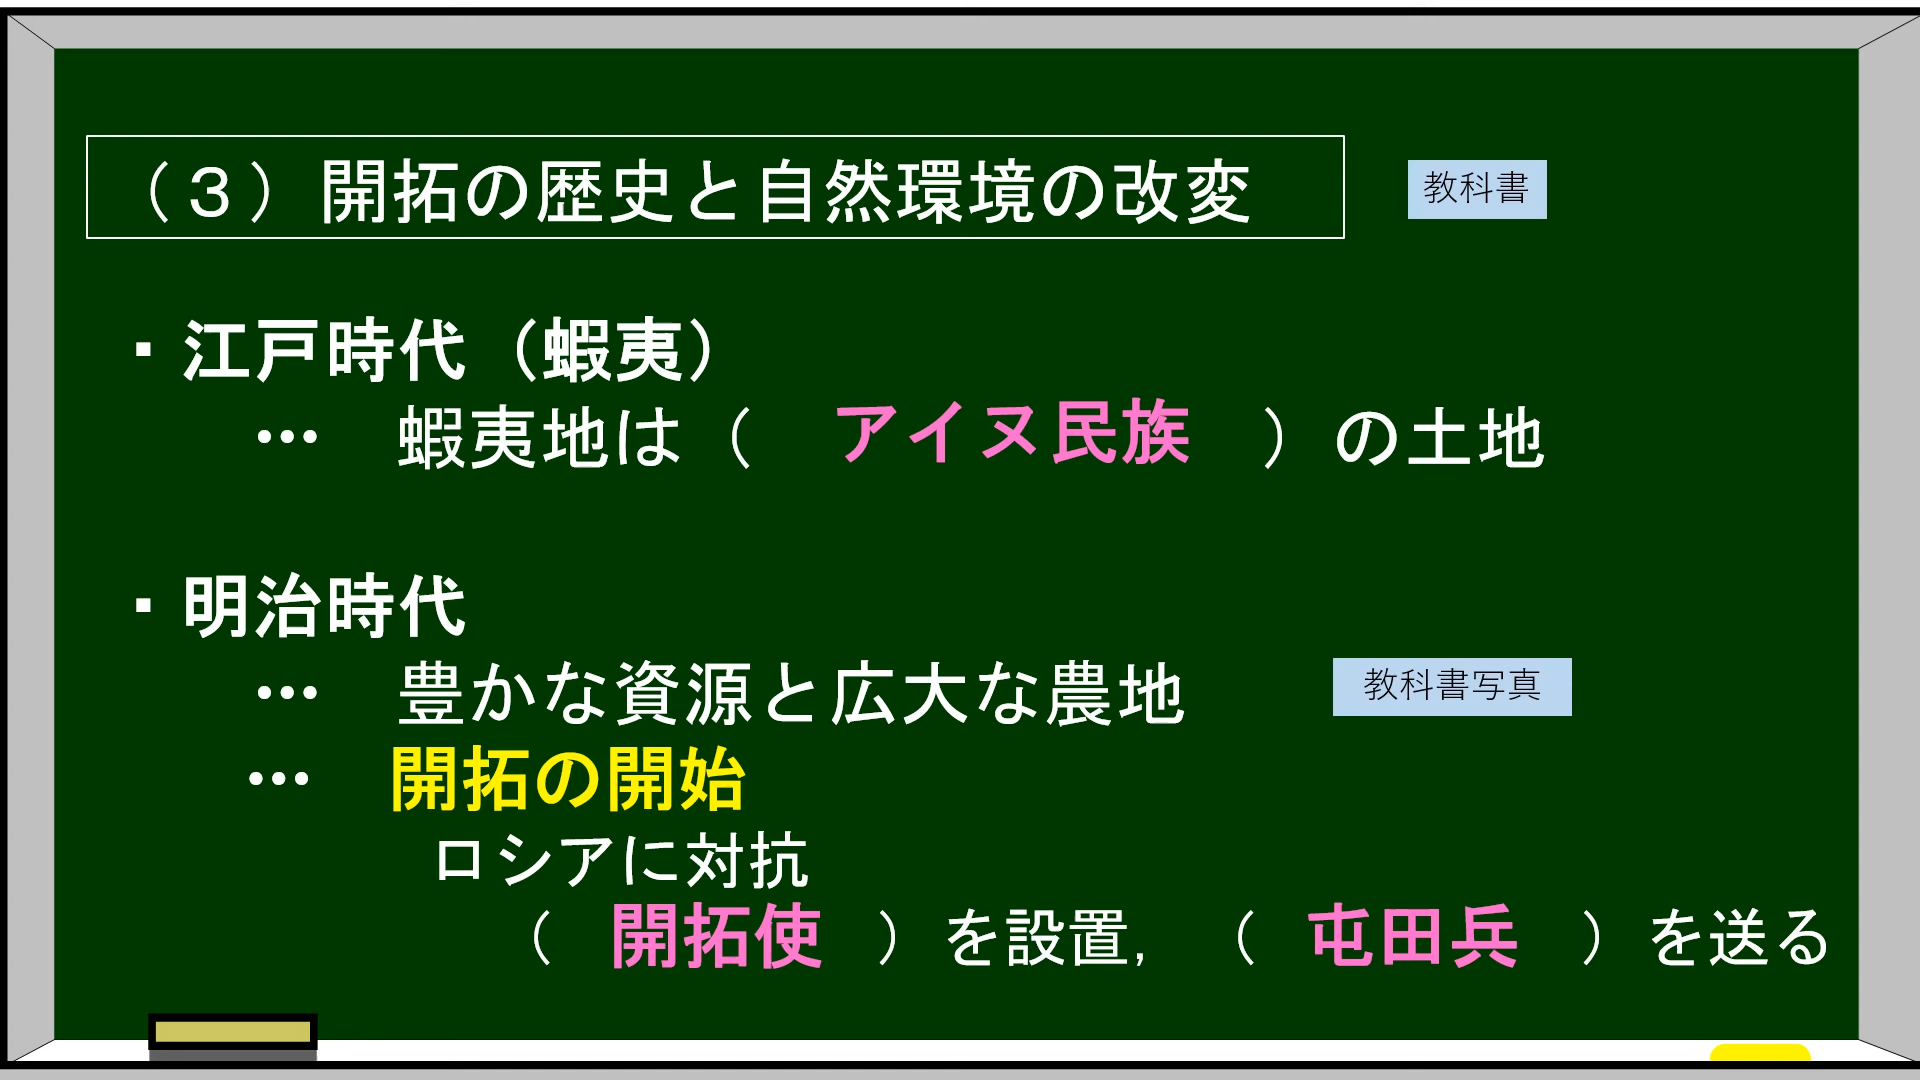 （３）開拓の歴史と自然環境の改変
教科書
・江戸時代（蝦夷）
… 蝦夷地は（ アイヌ民族 ）の土地
・明治時代
… 豊かな資源と広大な農地
教科書写真
… 開拓の開始
ロシアに対抗
（ 開拓使 ）を設置，（ 屯田兵 ）を送る